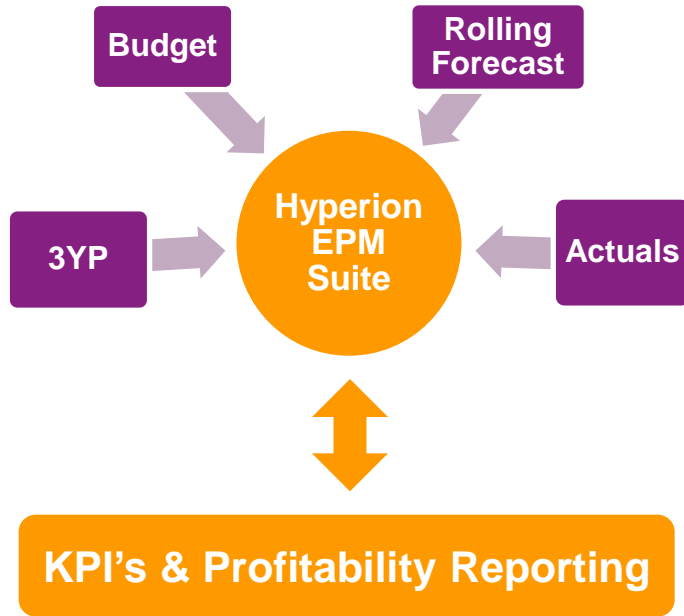 Budget
Rolling
Forecast
Hyperion
EPM
Suite
3YP
Actuals
KPI's & Profitability Reporting